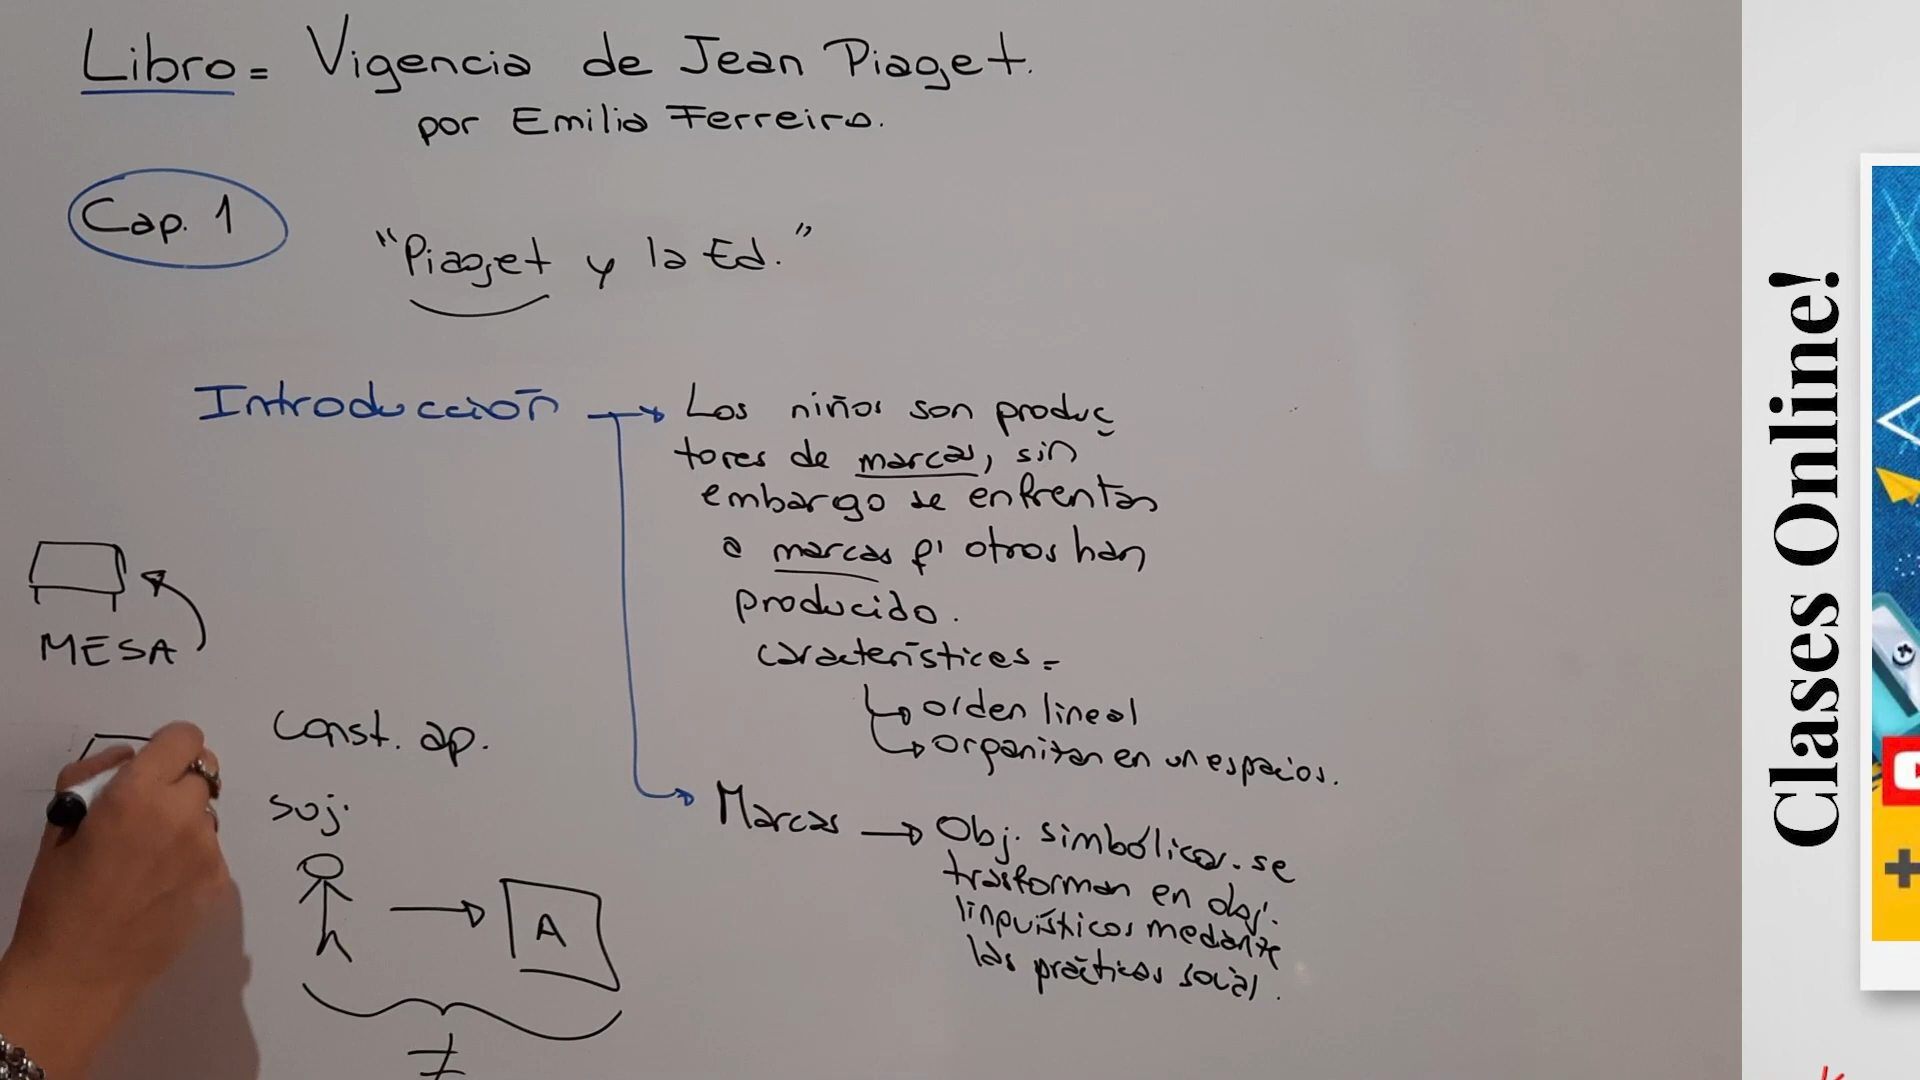 Libro = Vigencia de Jean Piaget.
por Emilia Ferreiro.
Cap. 1
"Piaget y la Ed."
Introducción → Los niños son produc
tores de marcas, sin
embargo se enfrentas
a marcas q' otros han
producido.
características =
orden lineal
organizan en un espacios.
Marcas → Obj. simbólicos. se
trasforman en obj.
lingüísticos mediante
las prácticas social.
MESA
Const. ap.
suj.
A
≠
Clases Online!